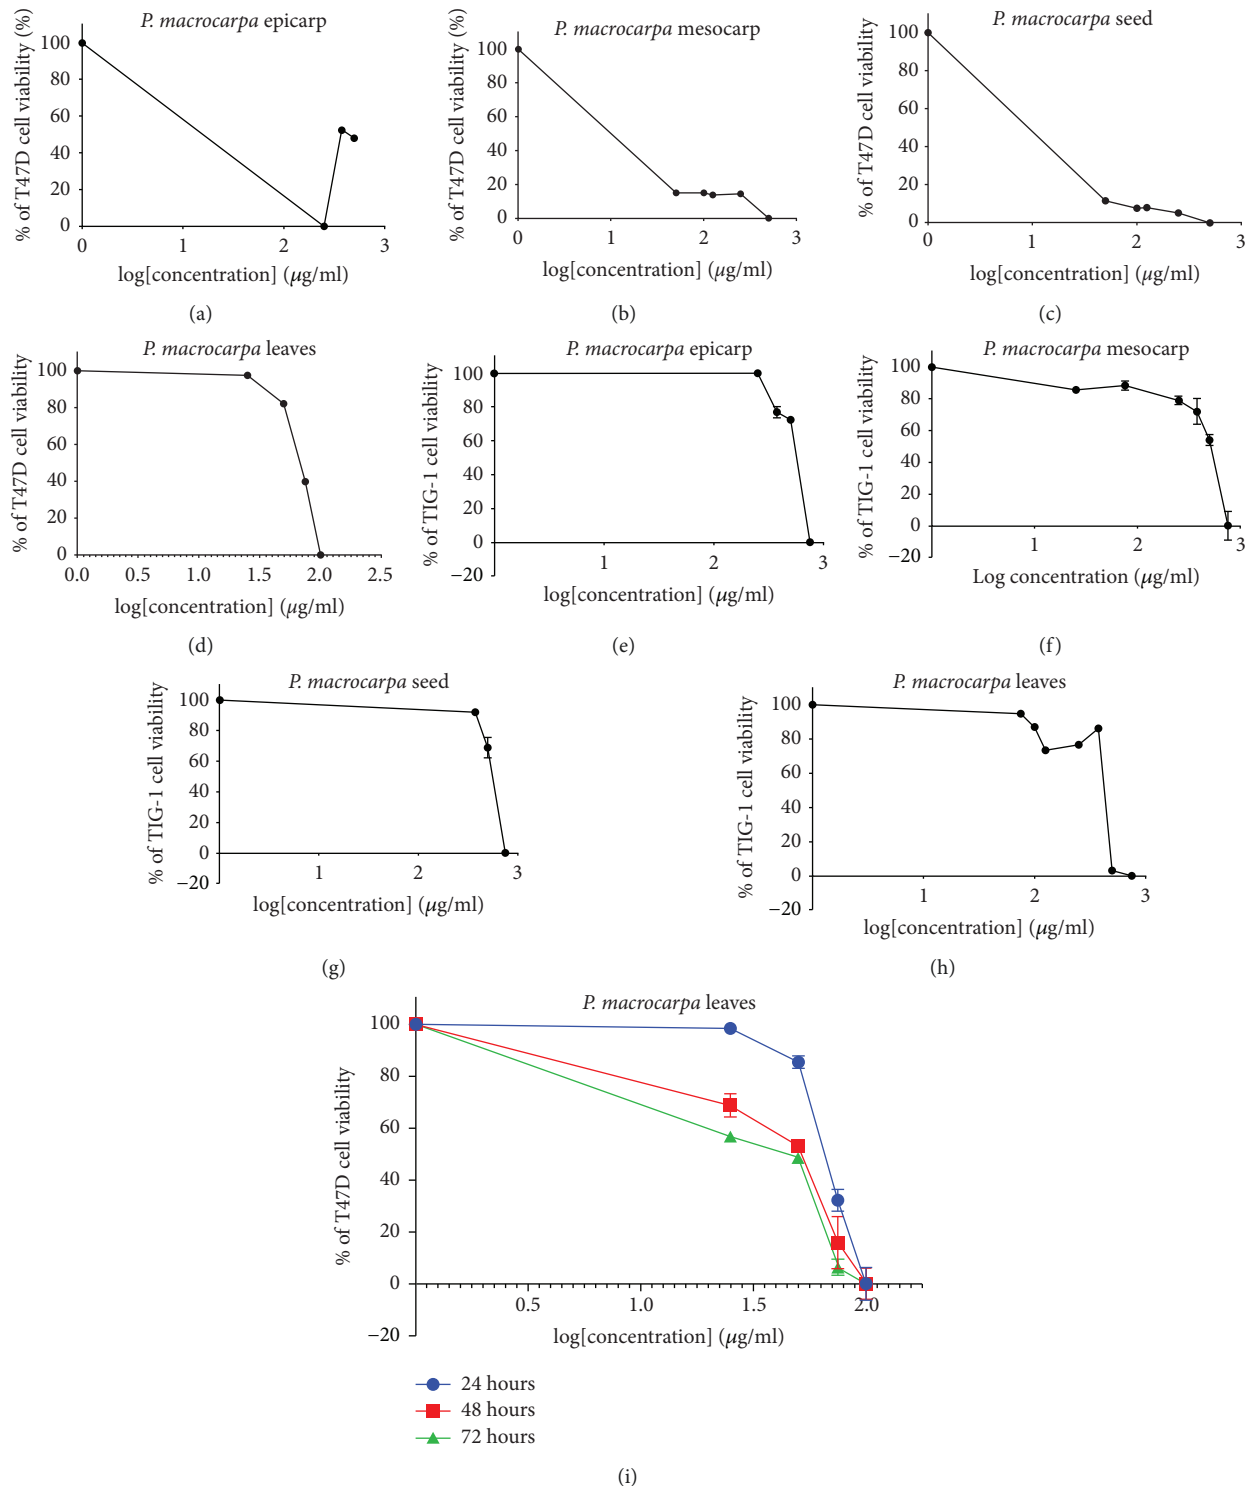 P. macrocarpa epicarp
% of T47D cell viability (%)
100
80
60
40
20
0
0 1 2 3
log[concentration] (μg/ml)
(a)
P. macrocarpa mesocarp
% of T47D cell viability (%)
100
80
60
40
20
0
0 1 2 3
log[concentration] (μg/ml)
(b)
P. macrocarpa seed
% of T47D cell viability
100
80
60
40
20
0
0 1 2 3
log[concentration] (μg/ml)
(c)
P. macrocarpa leaves
% of T47D cell viability
100
80
60
40
20
0
0.0 0.5 1.0 1.5 2.0 2.5
log[concentration] (μg/ml)
(d)
P. macrocarpa epicarp
% of TIG-1 cell viability
100
80
60
40
20
0
−20
1 2 3
log[concentration] (μg/ml)
(e)
P. macrocarpa mesocarp
% of TIG-1 cell viability
100
80
60
40
20
0
−20
1 2 3
Log concentration (μg/ml)
(f)
P. macrocarpa seed
% of TIG-1 cell viability
100
80
60
40
20
0
−20
1 2 3
log[concentration] (μg/ml)
(g)
P. macrocarpa leaves
% of TIG-1 cell viability
100
80
60
40
20
0
−20
1 2 3
log[concentration] (μg/ml)
(h)
P. macrocarpa leaves
% of T47D cell viability
100
80
60
40
20
0
−20
0.5 1.0 1.5 2.0
log[concentration] (μg/ml)
24 hours
48 hours
72 hours
(i)